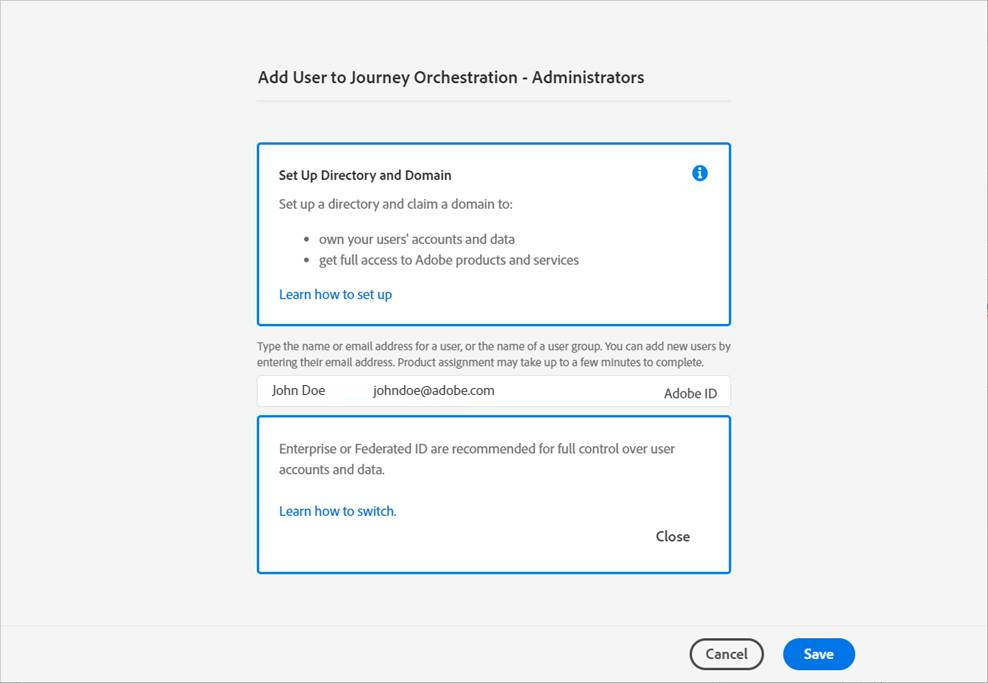 Add User to Journey Orchestration - Administrators
Set Up Directory and Domain
Set up a directory and claim a domain to:
• own your users' accounts and data
• get full access to Adobe products and services
Learn how to set up
Type the name or email address for a user, or the name of a user group. You can add new users by
entering their email address. Product assignment may take up to a few minutes to complete.
John Doe johndoe@adobe.com Adobe ID
Enterprise or Federated ID are recommended for full control over user
accounts and data.
Learn how to switch.
Close
Cancel Save